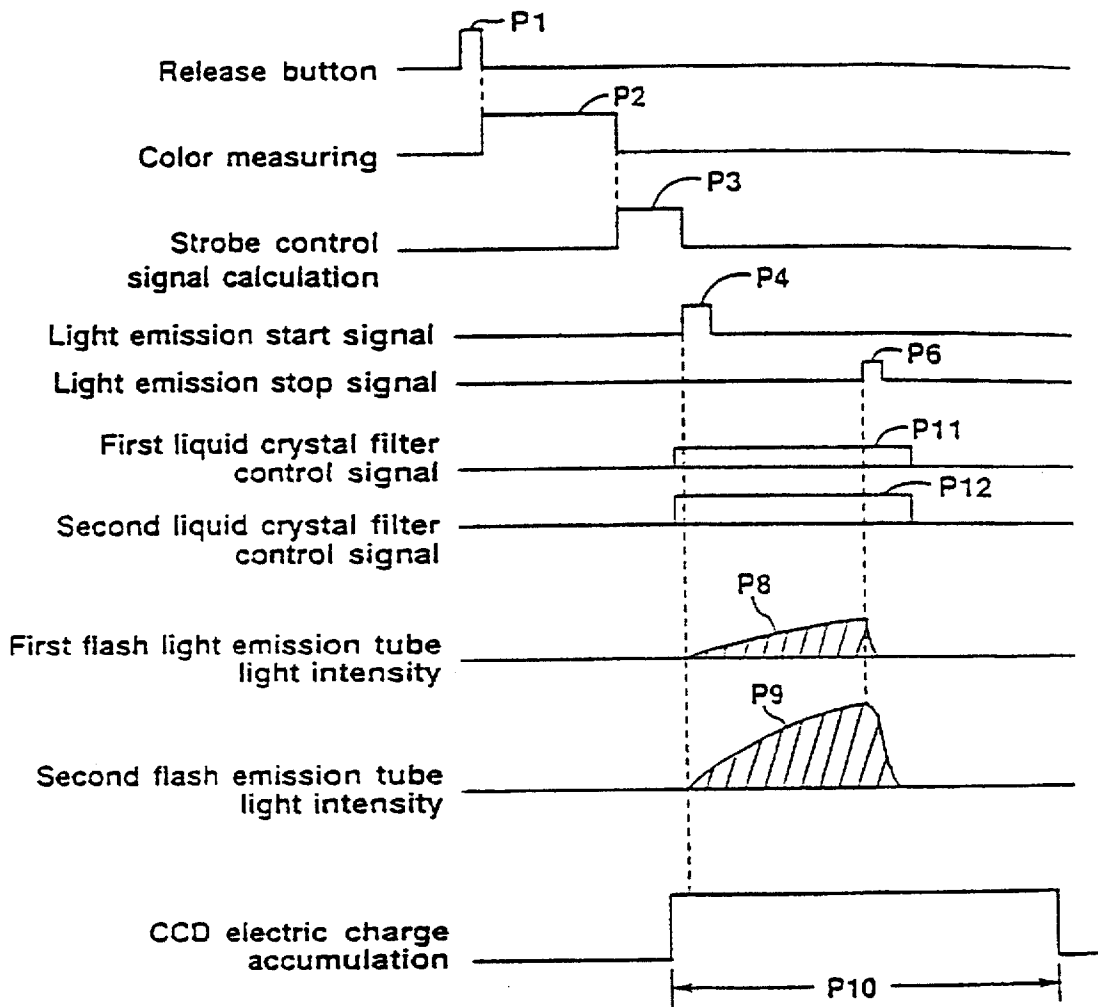 P1
Release button
P2
Color measuring
P3
Strobe control
signal calculation
P4
Light emission start signal
P6
Light emission stop signal
First liquid crystal filter
control signal
P11
P12
Second liquid crystal filter
control signal
P8
First flash light emission tube
light intensity
P9
Second flash emission tube
light intensity
CCD electric charge
accumulation
P10